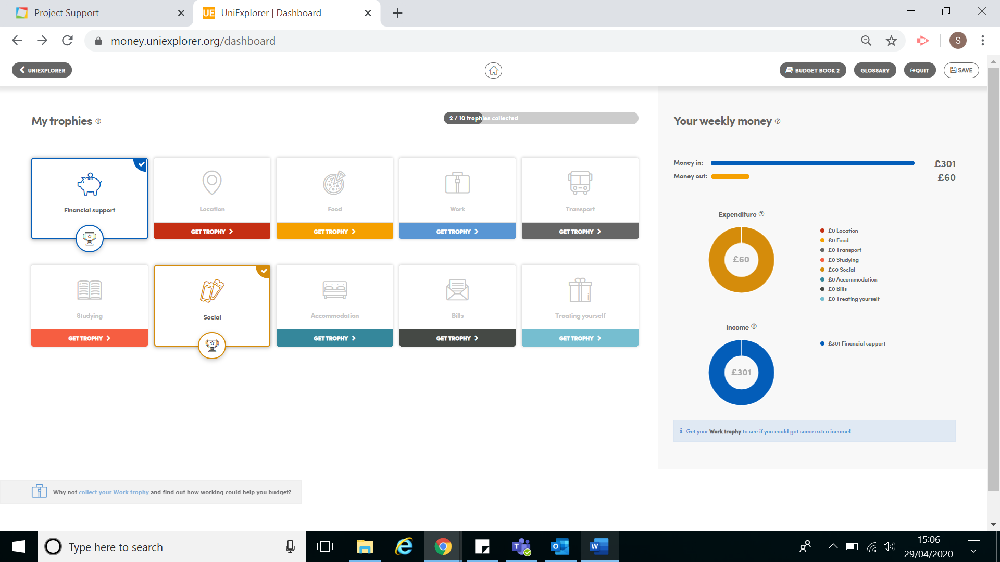 Project Support
UE UniExplorer | Dashboard
money.uniexplorer.org/dashboard
S
UNIEXPLORER
BUDGET BOOK 2
GLOSSARY
QUIT
SAVE
My trophies ?
2 / 10 trophies collected
Financial support
Location
GET TROPHY
Food
GET TROPHY
Work
GET TROPHY
Transport
GET TROPHY
Studying
GET TROPHY
Social
Accommodation
GET TROPHY
Bills
GET TROPHY
Treating yourself
GET TROPHY
Your weekly money ?
Money in: £301
Money out: £60
Expenditure ?
£60
£0 Location
£0 Food
£0 Transport
£0 Studying
£60 Social
£0 Accommodation
£0 Bills
£0 Treating yourself
Income ?
£301
£301 Financial support
i Get your Work trophy to see if you could get some extra income!
Why not collect your Work trophy and find out how working could help you budget?
Type here to search
15:06
29/04/2020